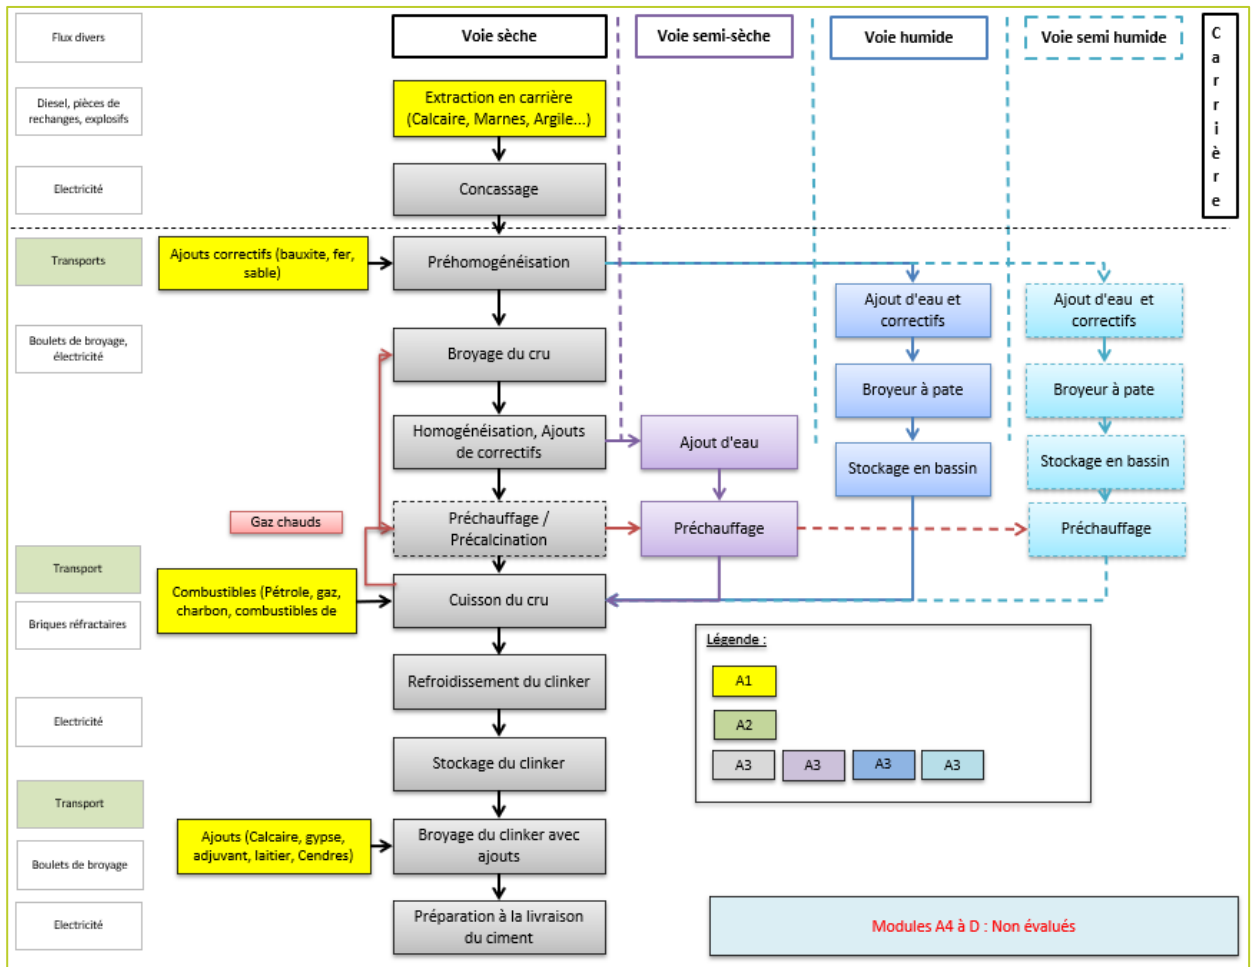 Flux divers
Voie sèche
Voie semi-sèche
Voie humide
Voie semi humide
Carrière
Diesel, pièces de
rechanges, explosifs
Extraction en carrière
(Calcaire, Marnes, Argile...)
Electricité
Concassage
Transports
Ajouts correctifs (bauxite, fer,
sable)
Préhomogénéisation
Ajout d'eau et
correctifs
Ajout d'eau et
correctifs
Boulets de broyage,
électricité
Broyage du cru
Broyeur à pate
Broyeur à pate
Homogénéisation, Ajouts
de correctifs
Ajout d'eau
Stockage en bassin
Stockage en bassin
Gaz chauds
Préchauffage /
Précalcination
Préchauffage
Préchauffage
Transport
Combustibles (Pétrole, gaz,
charbon, combustibles de
Cuisson du cru
Briques réfractaires
Légende :
A1
A2
A3
A3
A3
A3
Refroidissement du clinker
Electricité
Stockage du clinker
Transport
Ajouts (Calcaire, gypse,
adjuvant, laitier, Cendres)
Broyage du clinker avec
ajouts
Boulets de broyage
Electricité
Préparation à la livraison
du ciment
Modules A4 à D : Non évalués